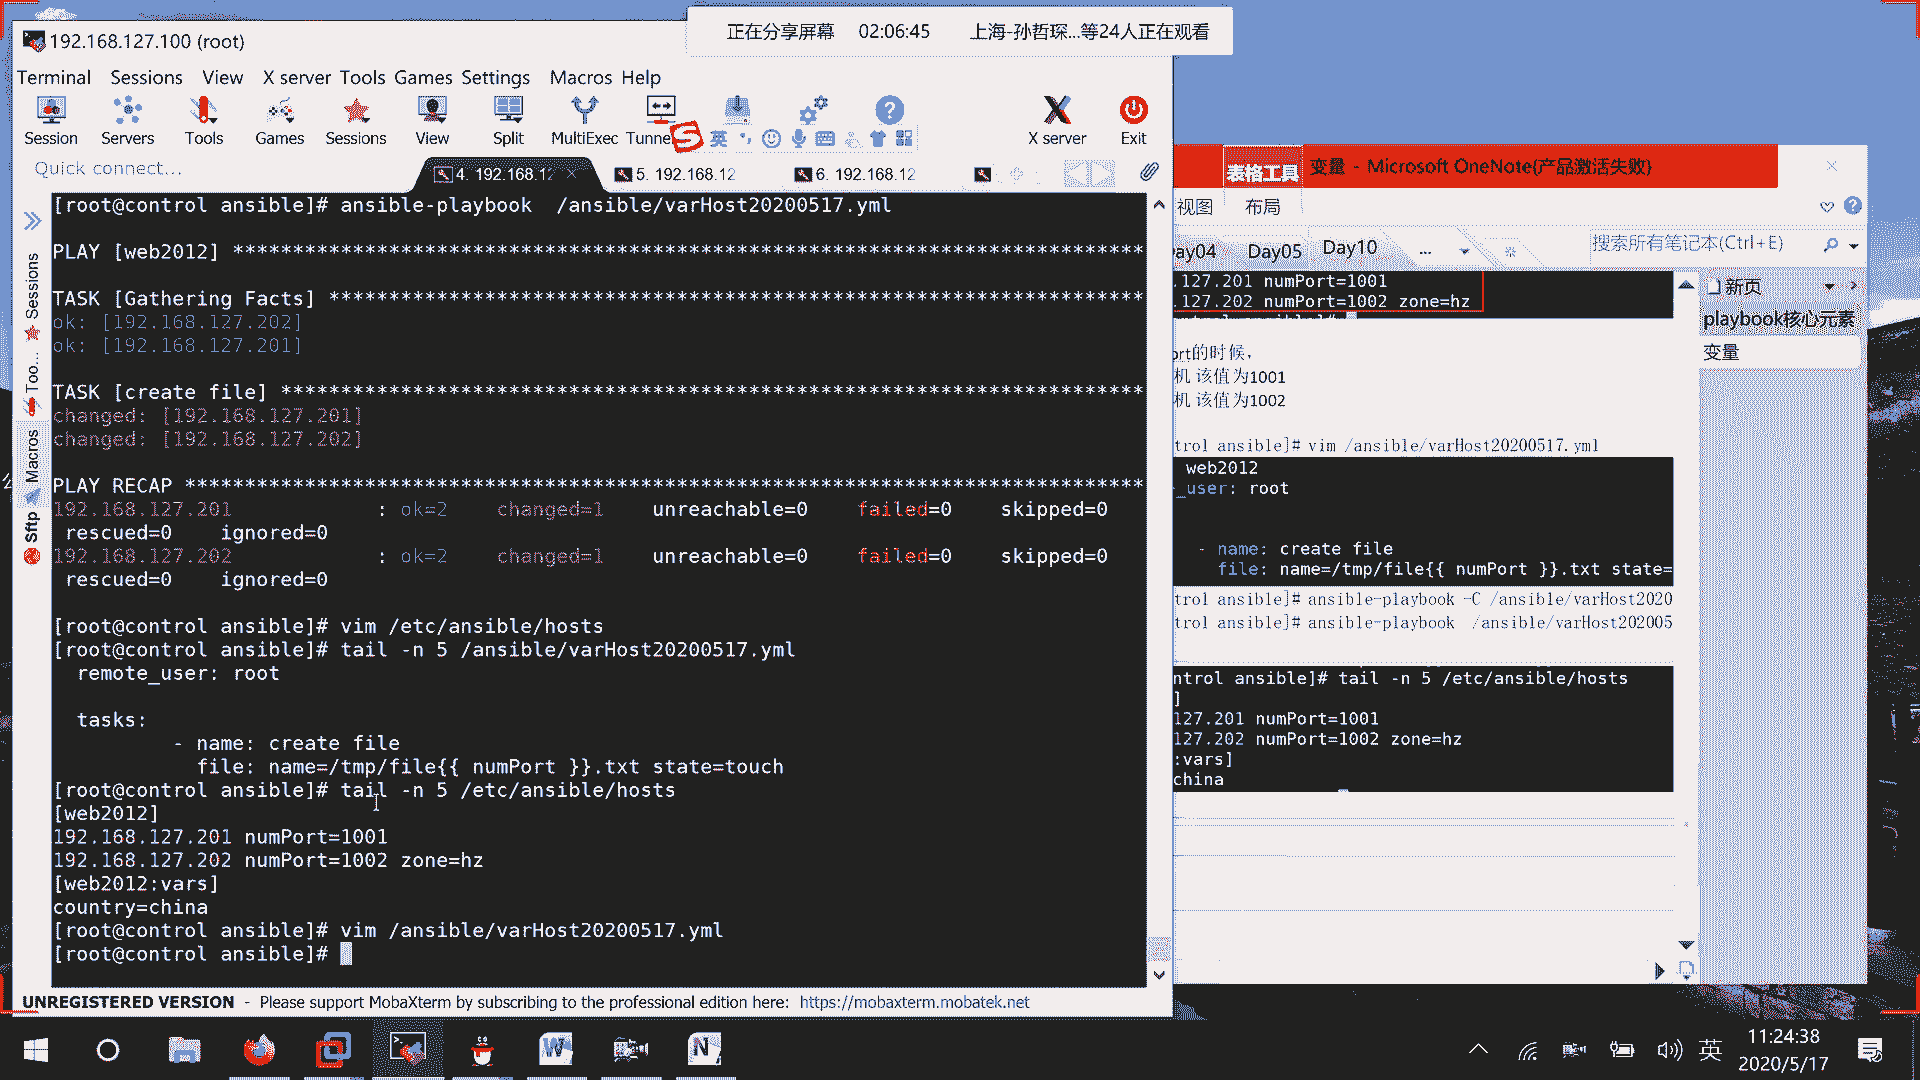 正在分享屏幕 02:06:45 上海-孙哲琛...等24人正在观看
192.168.127.100 (root)
Terminal Sessions View X server Tools Games Settings Macros Help
Session Servers Tools Games Sessions View Split MultiExec Tunne X server Exit
英
Quick connect...
4. 192.168.12
5. 192.168.12
6. 192.168.12
Sessions
Too...
Macros
Sftp
[root@control ansible]# ansible-playbook  /ansible/varHost20200517.yml
PLAY [web2012] ****************************************************************************
TASK [Gathering Facts] ********************************************************************
ok: [192.168.127.202]
ok: [192.168.127.201]
TASK [create file] ************************************************************************
changed: [192.168.127.201]
changed: [192.168.127.202]
PLAY RECAP ********************************************************************************
192.168.127.201 : ok=2 changed=1 unreachable=0 failed=0 skipped=0
rescued=0 ignored=0
192.168.127.202 : ok=2 changed=1 unreachable=0 failed=0 skipped=0
rescued=0 ignored=0
[root@control ansible]# vim /etc/ansible/hosts
[root@control ansible]# tail -n 5 /ansible/varHost20200517.yml
remote_user: root
tasks:
- name: create file
file: name=/tmp/file{{ numPort }}.txt state=touch
[root@control ansible]# tail -n 5 /etc/ansible/hosts
[web2012]
192.168.127.201 numPort=1001
192.168.127.202 numPort=1002 zone=hz
[web2012:vars]
country=china
[root@control ansible]# vim /ansible/varHost20200517.yml
[root@control ansible]#
UNREGISTERED VERSION - Please support MobaXterm by subscribing to the professional edition here: https://mobaxterm.mobatek.net
表格工具 变量 - Microsoft OneNote(产品激活失败)
视图 布局
ay04 Day05 Day10 ...
搜索所有笔记本(Ctrl+E)
.127.201 numPort=1001
.127.202 numPort=1002 zone=hz
ort的时候，
机 该值为1001
机 该值为1002
trol ansible]# vim /ansible/varHost20200517.yml
web2012
_user: root
- name: create file
file: name=/tmp/file{{ numPort }}.txt state=
trol ansible]# ansible-playbook -C /ansible/varHost2020
trol ansible]# ansible-playbook  /ansible/varHost202005
ntrol ansible]# tail -n 5 /etc/ansible/hosts
]
127.201 numPort=1001
127.202 numPort=1002 zone=hz
:vars]
china
新页
playbook核心元素
变量
英
11:24:38
2020/5/17